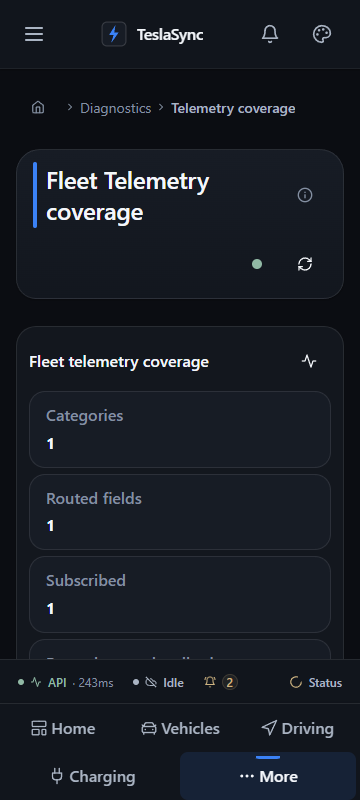 TeslaSync
Diagnostics
Telemetry coverage
Fleet Telemetry
coverage
Fleet telemetry coverage
Categories
1
Routed fields
1
Subscribed
1
API · 243ms
Idle
2
Status
Home
Vehicles
Driving
Charging
More